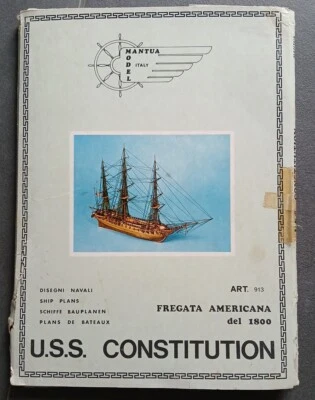 MANTUA
MODEL
ITALY
DISEGNI NAVALI
SHIP PLANS
SCHIFFE BAUPLANEN
PLANS DE BATEAUX
ART. 913
FREGATA AMERICANA
del 1800
U.S.S. CONSTITUTION